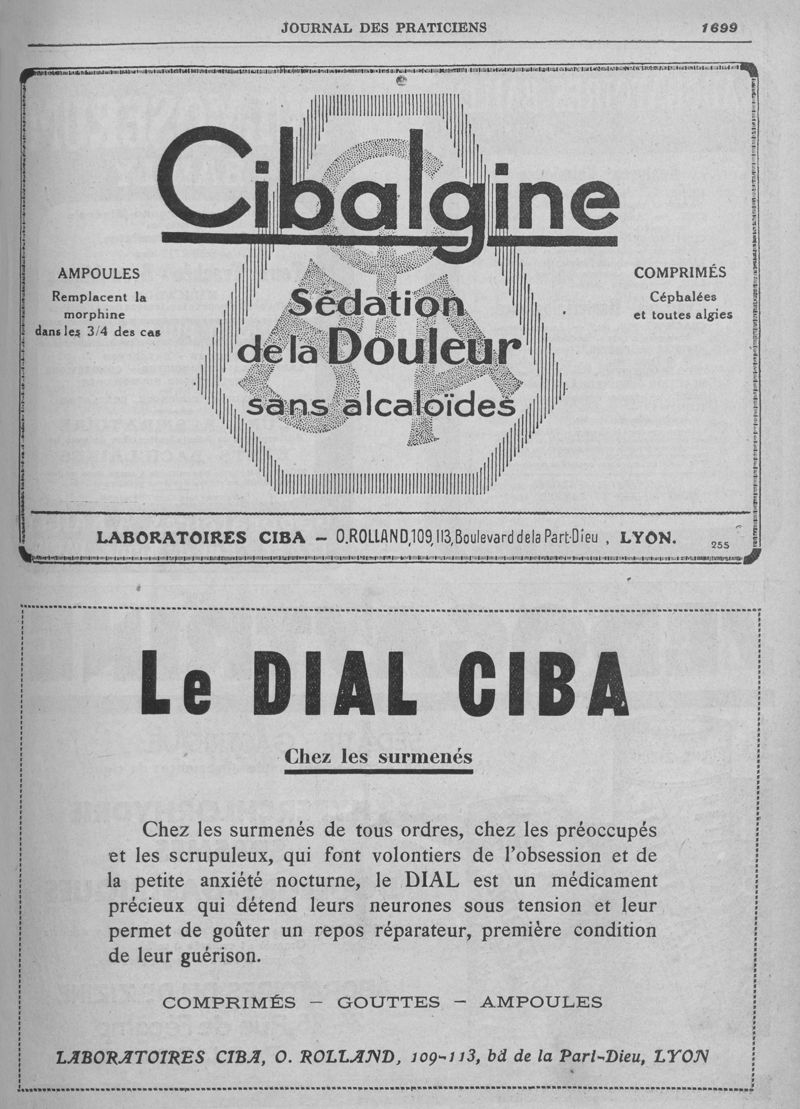 JOURNAL DES PRATICIENS 1699
Cibalgine
AMPOULES
Remplacent la
morphine
dans les 3/4 des cas
COMPRIMÉS
Céphalées
et toutes algies
CIBA
Sédation
de la Douleur
sans alcaloïdes
LABORATOIRES CIBA – O. ROLLAND, 109, 113, Boulevard de la Part-Dieu, LYON.
255
Le DIAL CIBA
Chez les surmenés
Chez les surmenés de tous ordres, chez les préoccupés
et les scrupuleux, qui font volontiers de l'obsession et de
la petite anxiété nocturne, le DIAL est un médicament
précieux qui détend leurs neurones sous tension et leur
permet de goûter un repos réparateur, première condition
de leur guérison.
COMPRIMÉS – GOUTTES – AMPOULES
LABORATOIRES CIBA, O. ROLLAND, 109-113, bd de la Part-Dieu, LYON